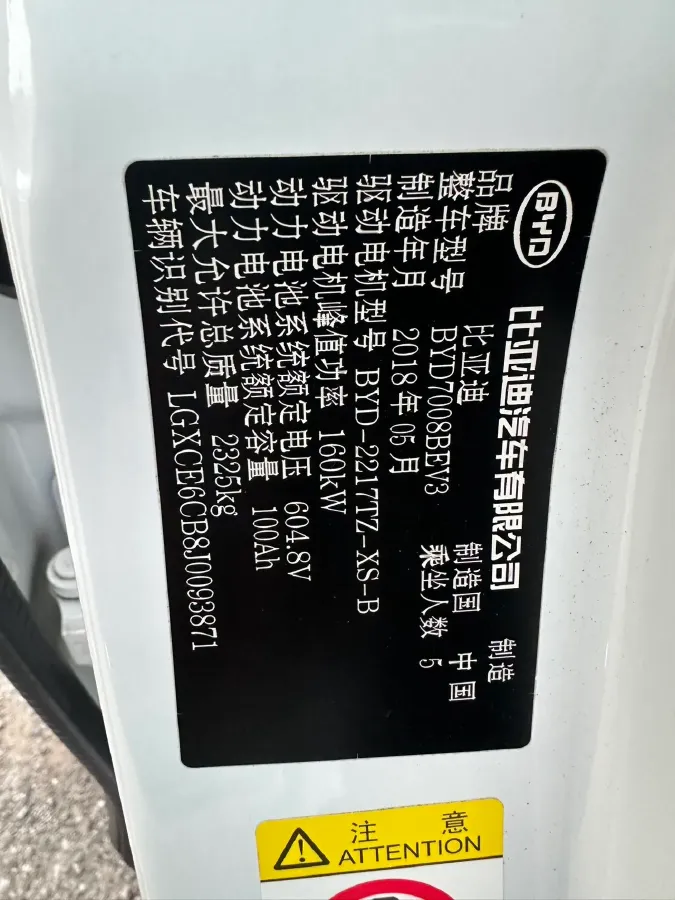 BYD 比亚迪汽车有限公司 制造
品牌 比亚迪 制造国 中国
整车型号 BYD7008BEV3 乘坐人数 5
制造年月 2018年05月
驱动电机型号 BYD-2217TZ-XS-B
驱动电机峰值功率 160kW
动力电池系统额定电压 604.8V
动力电池系统额定容量 100Ah
最大允许总质量 2325kg
车辆识别代号 LGXCE6CB8J0093871
注意
ATTENTION